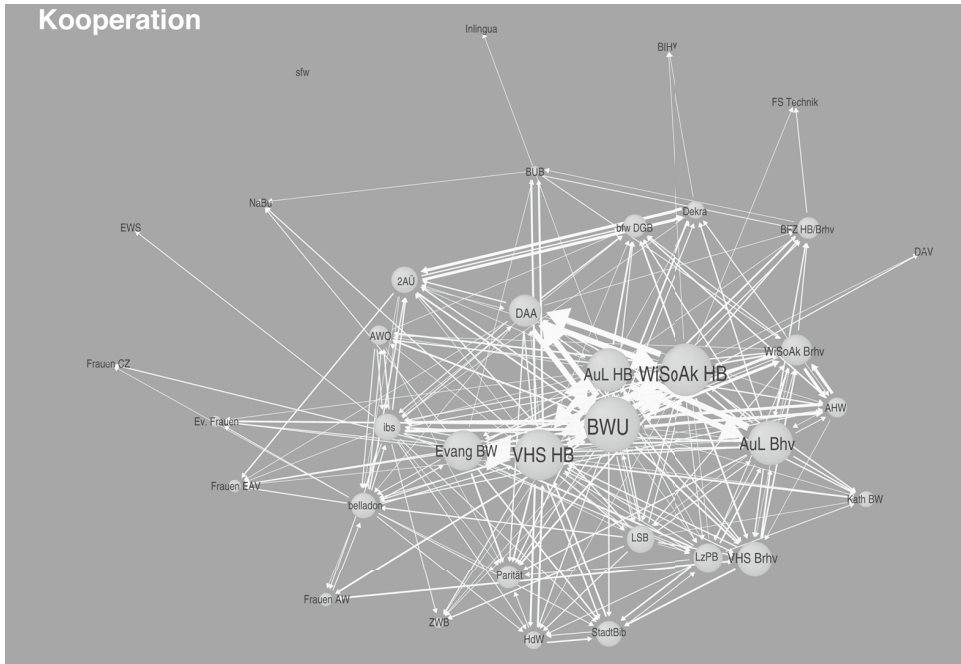 Kooperation
Inlingua
BIHV
sfw
FS Technik
BUB
NaBu
Dekra
EWS
bfw DGB
BFZ HB/Brhv
DAV
2AÜ
DAA
AWO
WiSoAk Brhv
Frauen CZ
AuL HB
WiSoAk HB
AHW
Ev. Frauen
ibs
BWU
AuL Bhv
Evang BW
VHS HB
Frauen EAV
Kath BW
belladon
LSB
LzPB
VHS Brhv
Parität
Frauen AW
ZWB
HdW
StadtBib